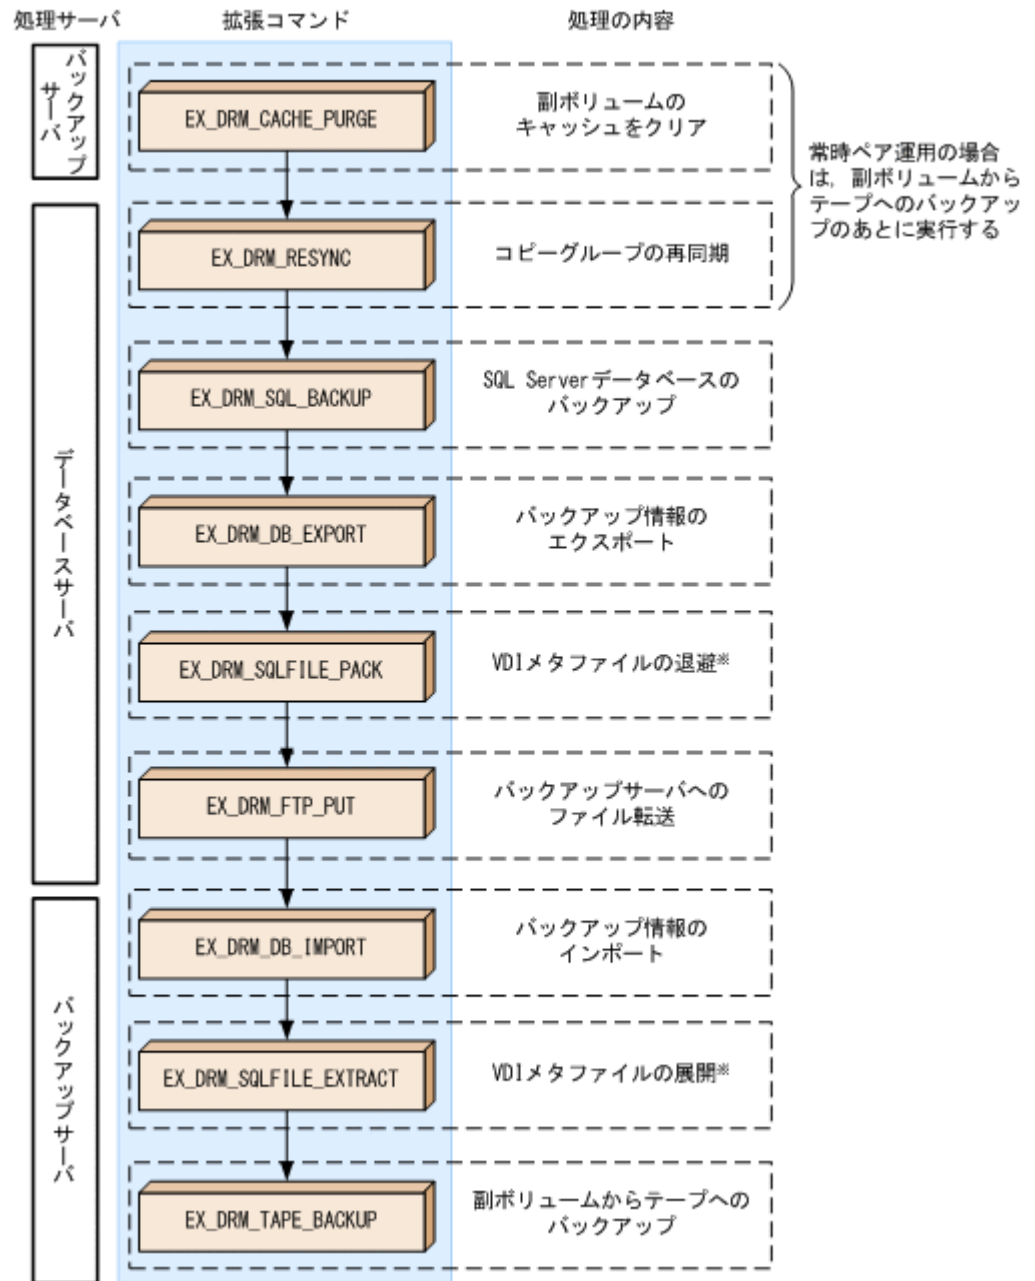 処理サーバ
拡張コマンド
処理の内容
バックアップ
サーバ
EX_DRM_CACHE_PURGE
副ボリュームの
キャッシュをクリア
常時ペア運用の場合
は，副ボリュームから
テープへのバックアッ
プのあとに実行する
データベースサーバ
EX_DRM_RESYNC
コピーグループの再同期
EX_DRM_SQL_BACKUP
SQL Serverデータベースの
バックアップ
EX_DRM_DB_EXPORT
バックアップ情報の
エクスポート
EX_DRM_SQLFILE_PACK
VDIメタファイルの退避※
EX_DRM_FTP_PUT
バックアップサーバへの
ファイル転送
バックアップサーバ
EX_DRM_DB_IMPORT
バックアップ情報の
インポート
EX_DRM_SQLFILE_EXTRACT
VDIメタファイルの展開※
EX_DRM_TAPE_BACKUP
副ボリュームからテープへの
バックアップ